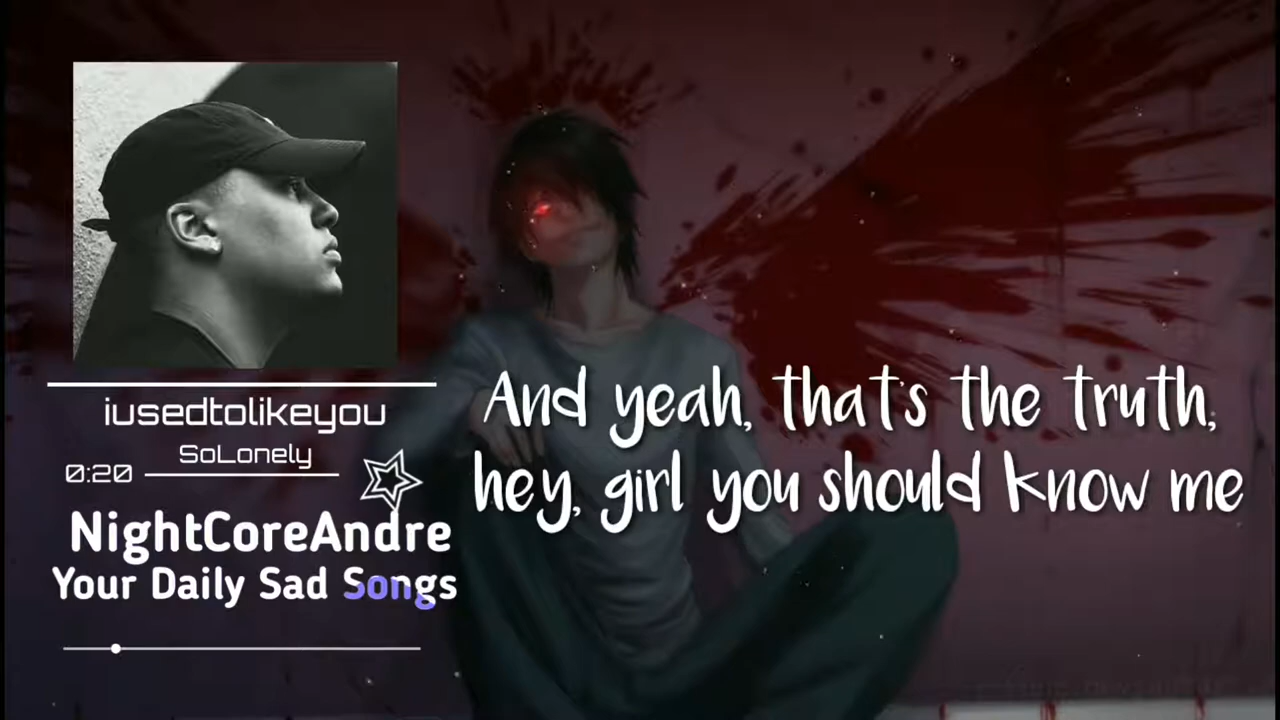 iusedtolikeyou
SoLonely
0:20
NightCoreAndre
Your Daily Sad Songs
And yeah, that's the truth,
hey, girl you should know me